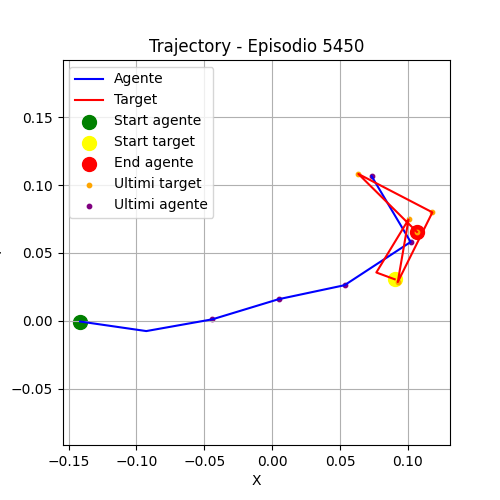 Trajectory - Episodio 5450
Agente
Target
Start agente
Start target
End agente
Ultimi target
Ultimi agente
0.15
0.10
0.05
0.00
−0.05
−0.15
−0.10
−0.05
0.00
0.05
0.10
X